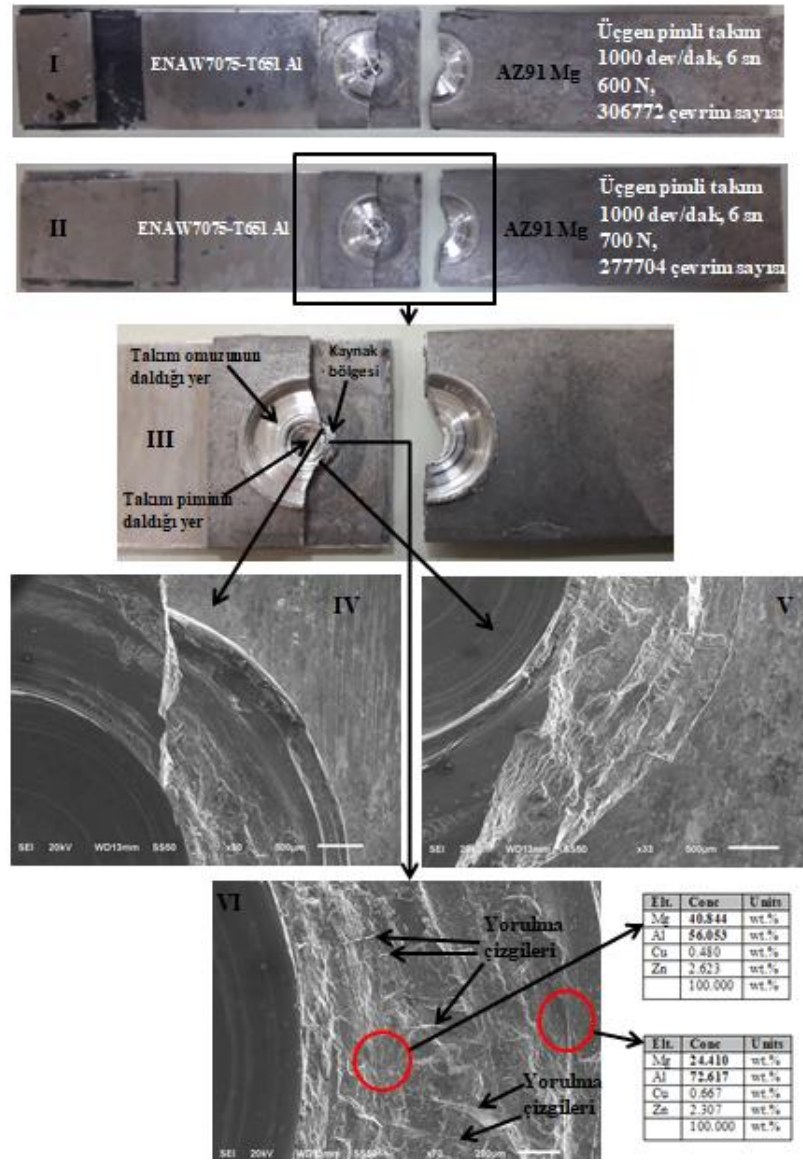 I
ENAW7075-T651 Al
AZ91 Mg
Üçgen pimli takım
1000 dev/dak, 6 sn
600 N,
306772 çevrim sayısı
II
ENAW7075-T651 Al
AZ91 Mg
Üçgen pimli takım
1000 dev/dak, 6 sn
700 N,
277704 çevrim sayısı
III
Takım omuzunun
daldığı yer
Kaynak
bölgesi
Takım piminin
daldığı yer
IV
SEI 20kV WD13mm SS50 x30 500µm
V
SEI WD13mm SS50 x33 500µm
VI
Yorulma
çizgileri
Yorulma
çizgileri
SEI 20kV WD13mm x70 200µm
Elt. Conc Units
Mg 40.844 wt.%
Al 56.053 wt.%
Cu 0.480 wt.%
Zn 2.623 wt.%
100.000 wt.%
Elt. Conc Units
Mg 24.410 wt.%
Al 72.617 wt.%
Cu 0.667 wt.%
Zn 2.307 wt.%
100.000 wt.%